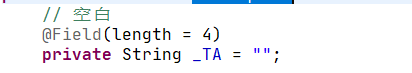 // 空白
@Field(length = 4)
private String _TA = "";